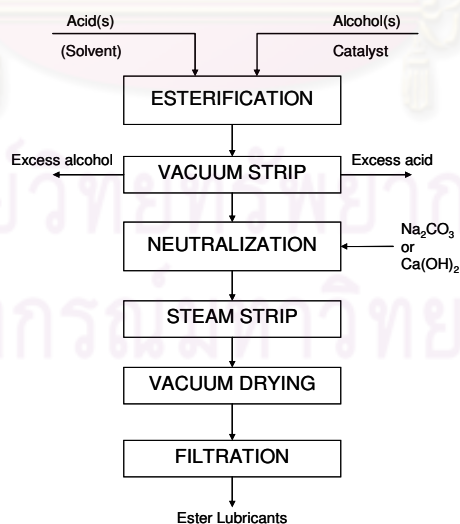 Acid(s)
(Solvent)
Alcohol(s)
Catalyst
ESTERIFICATION
Excess alcohol
VACUUM STRIP
Excess acid
NEUTRALIZATION
Na₂CO₃
or
Ca(OH)₂
STEAM STRIP
VACUUM DRYING
FILTRATION
Ester Lubricants